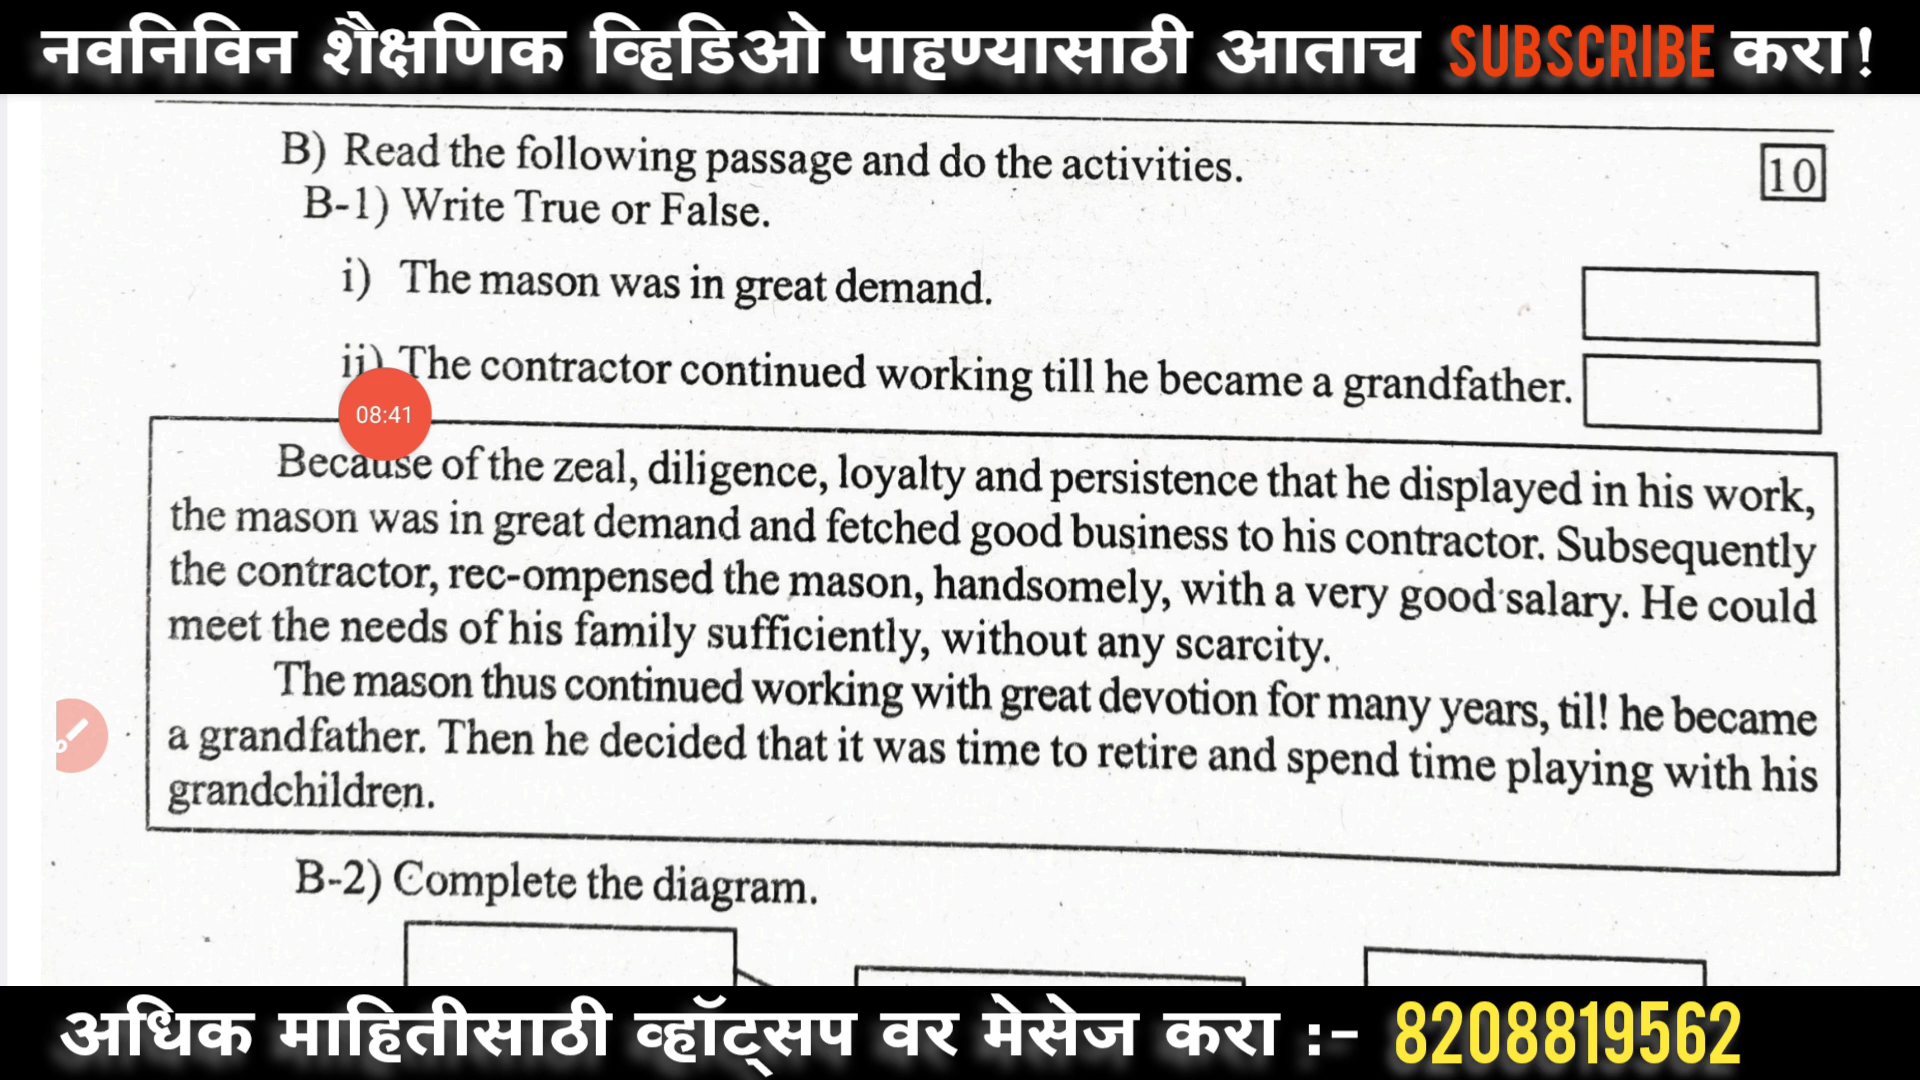 नवनिविन शैक्षणिक व्हिडिओ पाहण्यासाठी आताच SUBSCRIBE करा!
B) Read the following passage and do the activities. 10
B-1) Write True or False.
i) The mason was in great demand.
ii) The contractor continued working till he became a grandfather.
08:41
Because of the zeal, diligence, loyalty and persistence that he displayed in his work,
the mason was in great demand and fetched good business to his contractor. Subsequently
the contractor, rec-ompensed the mason, handsomely, with a very good salary. He could
meet the needs of his family sufficiently, without any scarcity.
The mason thus continued working with great devotion for many years, til! he became
a grandfather. Then he decided that it was time to retire and spend time playing with his
grandchildren.
B-2) Complete the diagram.
अधिक माहितीसाठी व्हॉट्सप वर मेसेज करा :- 8208819562